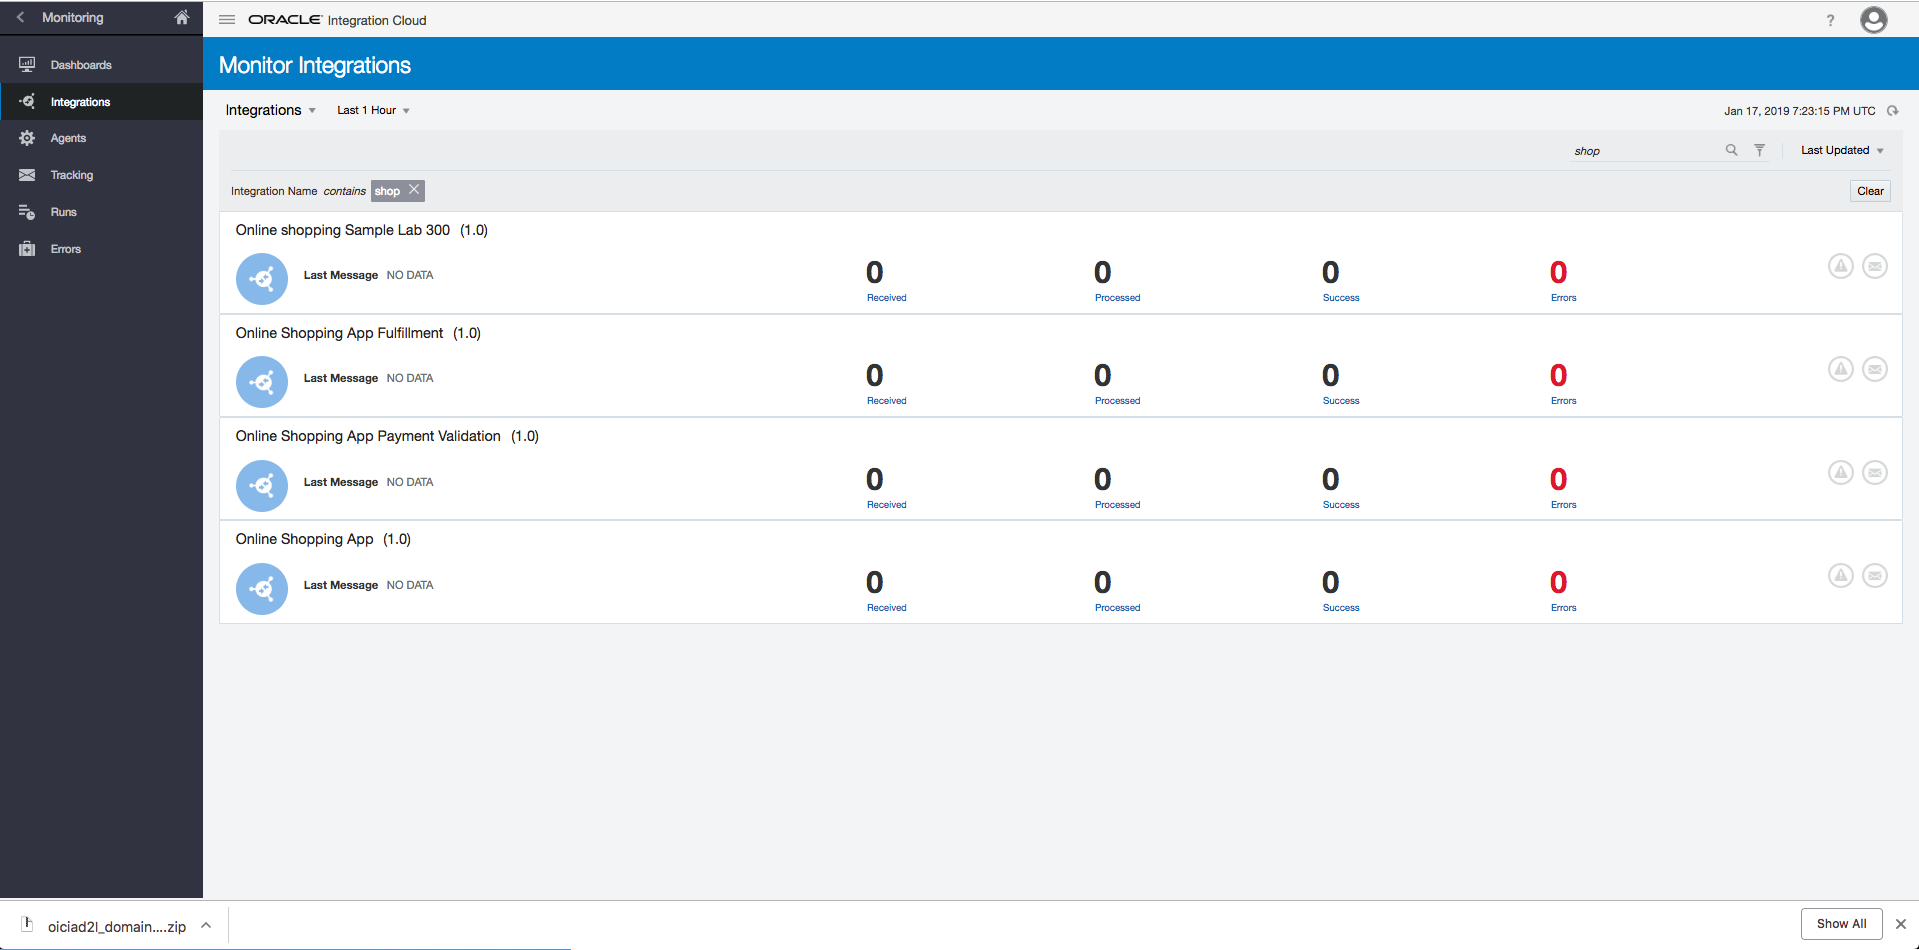 Monitoring
ORACLE Integration Cloud
?
Dashboards
Integrations
Agents
Tracking
Runs
Errors
Monitor Integrations
Integrations Last 1 Hour
Jan 17, 2019 7:23:15 PM UTC
shop
Last Updated
Integration Name contains shop
Clear
Online shopping Sample Lab 300 (1.0)
Last Message NO DATA
0 Received
0 Processed
0 Success
0 Errors
Online Shopping App Fulfillment (1.0)
Last Message NO DATA
0 Received
0 Processed
0 Success
0 Errors
Online Shopping App Payment Validation (1.0)
Last Message NO DATA
0 Received
0 Processed
0 Success
0 Errors
Online Shopping App (1.0)
Last Message NO DATA
0 Received
0 Processed
0 Success
0 Errors
oiciad2l_domain....zip
Show All